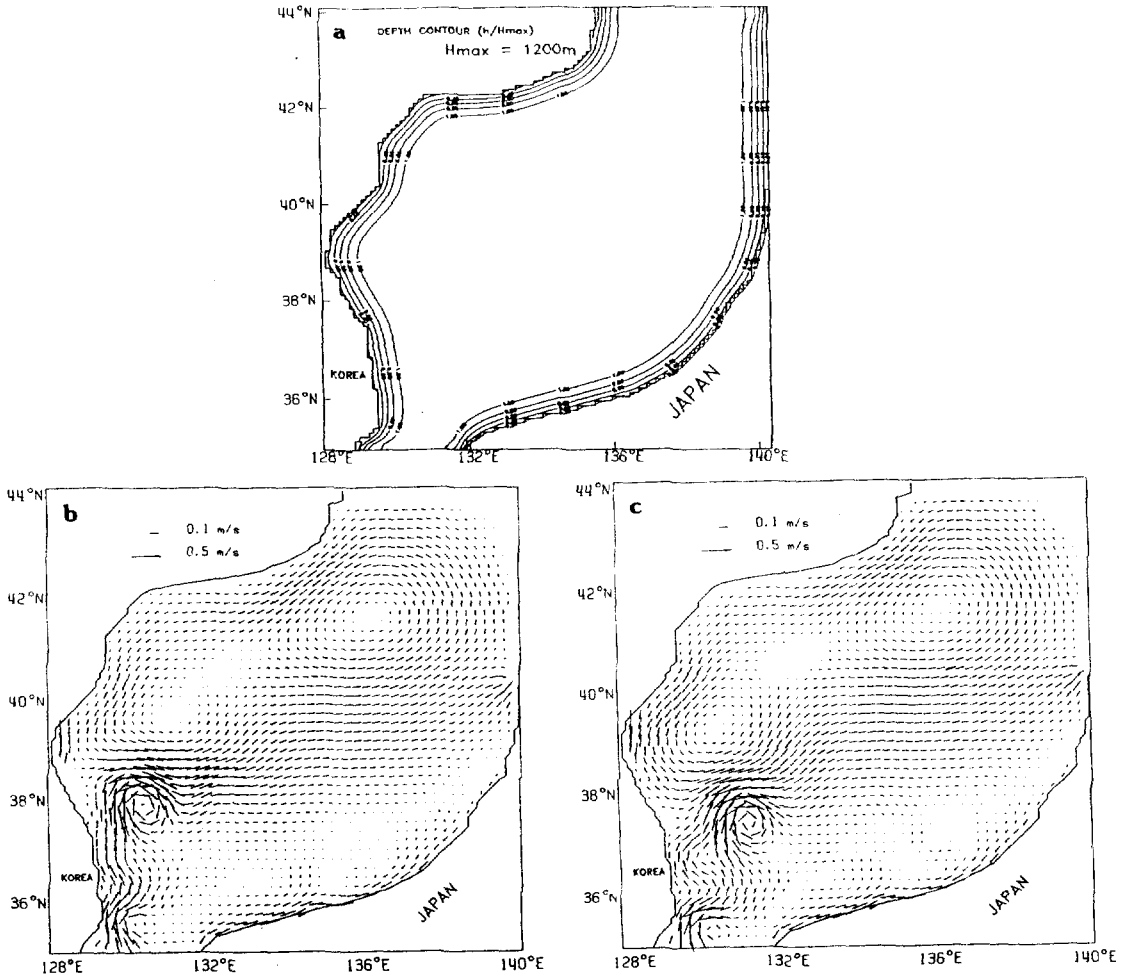 44°N
a DEPTH CONTOUR (h/Hmax)
Hmax = 1200m
42°N
40°N
38°N
KOREA
36°N
JAPAN
128°E 132°E 136°E 140°E
44°N
b
0.1 m/s
0.5 m/s
42°N
40°N
38°N
KOREA
36°N
JAPAN
128°E 132°E 136°E 140°E
44°N
c
0.1 m/s
0.5 m/s
42°N
40°N
38°N
KOREA
36°N
JAPAN
128°E 132°E 136°E 140°E